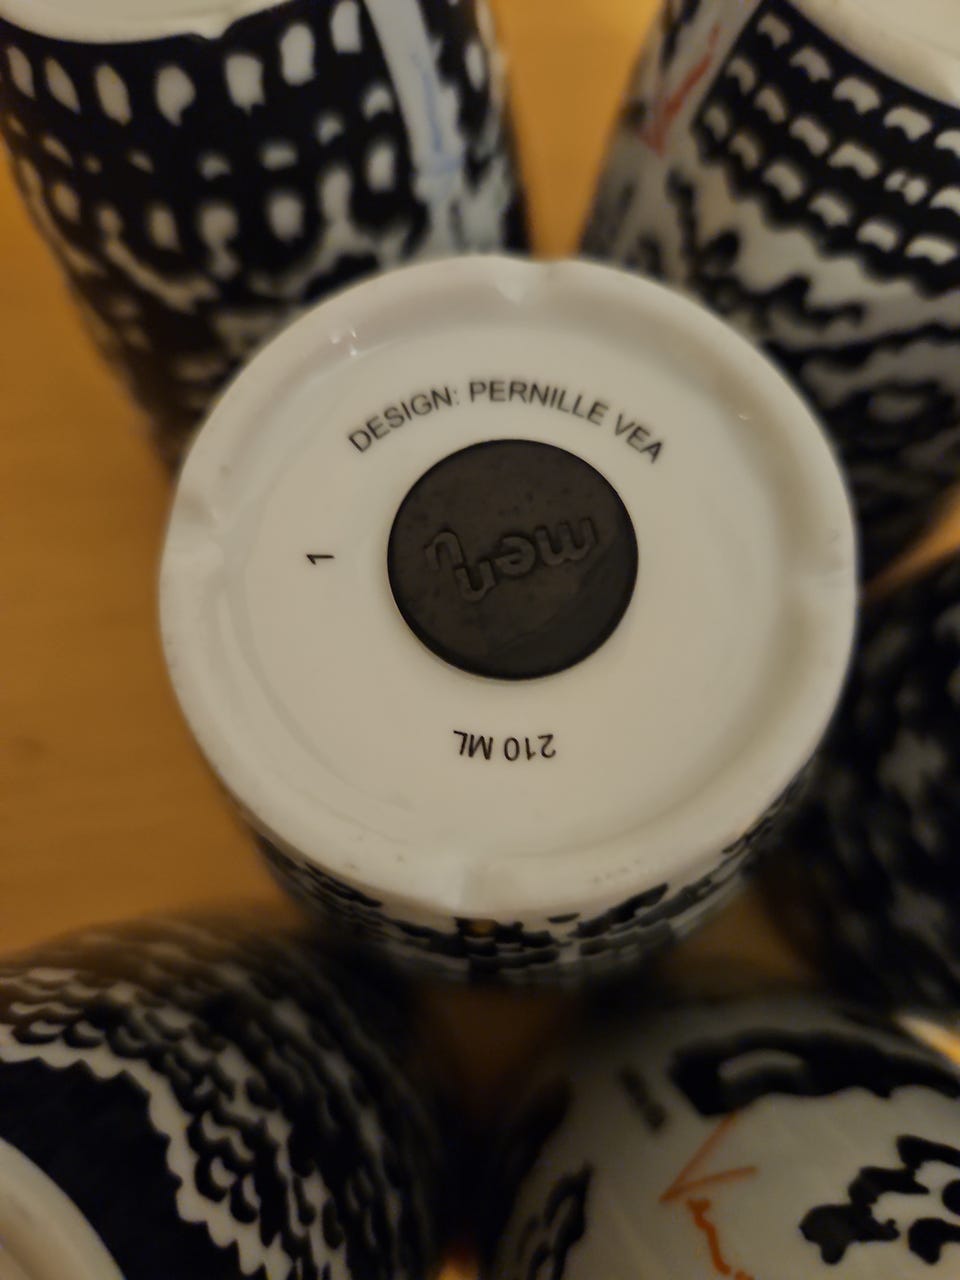 DESIGN: PERNILLE VEA
menu
1
210 ML